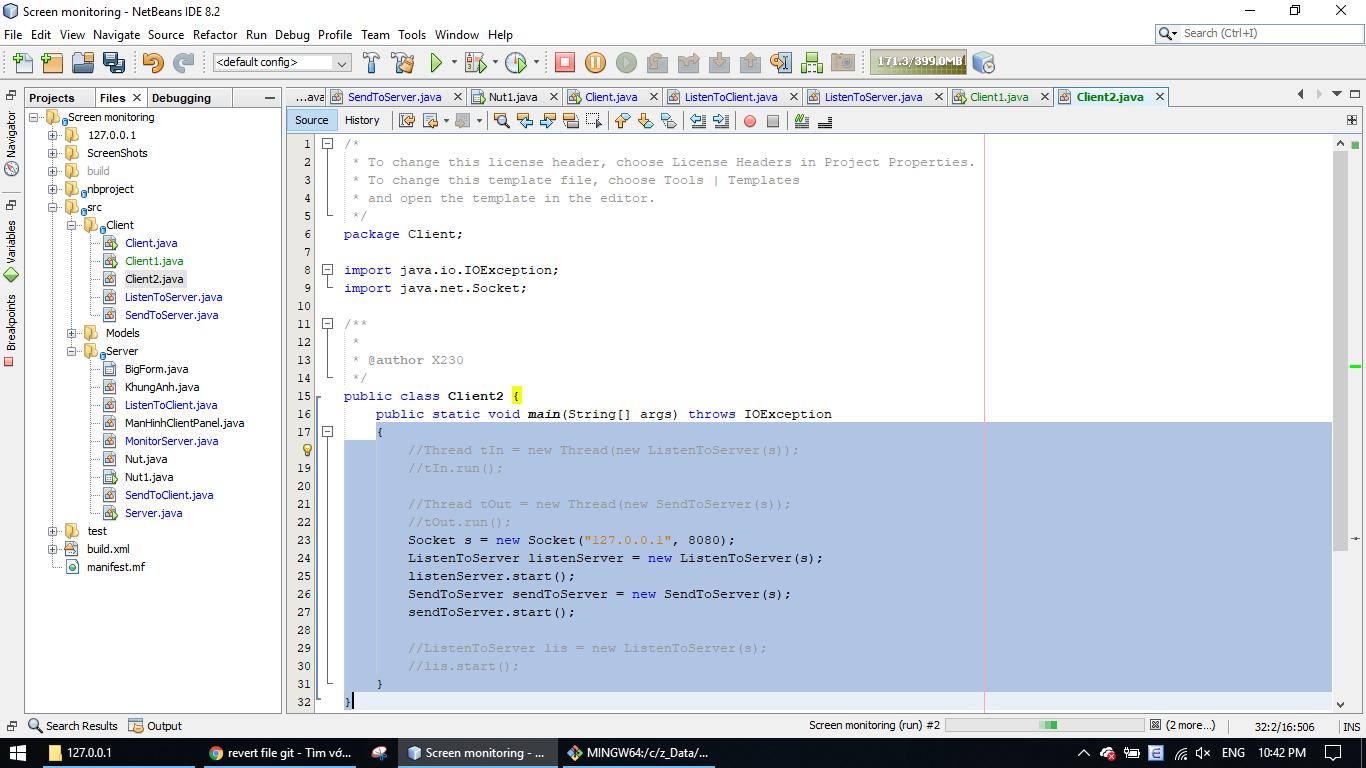 Screen monitoring - NetBeans IDE 8.2
File Edit View Navigate Source Refactor Run Debug Profile Team Tools Window Help
Search (Ctrl+I)
<default config>
171.3/399.0MB
Projects Files Debugging
...ava SendToServer.java Nut1.java Client.java ListenToClient.java ListenToServer.java Client1.java Client2.java
Source History
Navigator
Variables
Breakpoints
Screen monitoring
127.0.0.1
ScreenShots
build
nbproject
src
Client
Client.java
Client1.java
Client2.java
ListenToServer.java
SendToServer.java
Models
Server
BigForm.java
KhungAnh.java
ListenToClient.java
ManHinhClientPanel.java
MonitorServer.java
Nut.java
Nut1.java
SendToClient.java
Server.java
test
build.xml
manifest.mf
1 /*
2 * To change this license header, choose License Headers in Project Properties.
3 * To change this template file, choose Tools | Templates
4 * and open the template in the editor.
5 */
6 package Client;
7
8 import java.io.IOException;
9 import java.net.Socket;
10
11 /**
12 *
13 * @author X230
14 */
15 public class Client2 {
16 public static void main(String[] args) throws IOException
17 {
18 //Thread tIn = new Thread(new ListenToServer(s));
19 //tIn.run();
20
21 //Thread tOut = new Thread(new SendToServer(s));
22 //tOut.run();
23 Socket s = new Socket("127.0.0.1", 8080);
24 ListenToServer listenServer = new ListenToServer(s);
25 listenServer.start();
26 SendToServer sendToServer = new SendToServer(s);
27 sendToServer.start();
28
29 //ListenToServer lis = new ListenToServer(s);
30 //lis.start();
31 }
32 }
Search Results Output
Screen monitoring (run) #2 (2 more...) 32:2/16:506 INS
127.0.0.1 revert file git - Tìm vớ... Screen monitoring - ... MINGW64:/c/z_Data/... ENG 10:42 PM